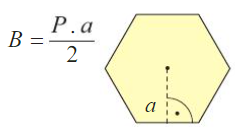 B = P . a / 2
a